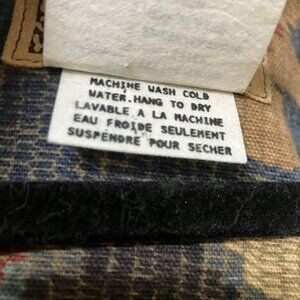 MACHINE WASH COLD
WATER.HANG TO DRY
LAVABLE A LA MACHINE
EAU FROIDE SEULEMENT
SUSPENDRE POUR SECHER